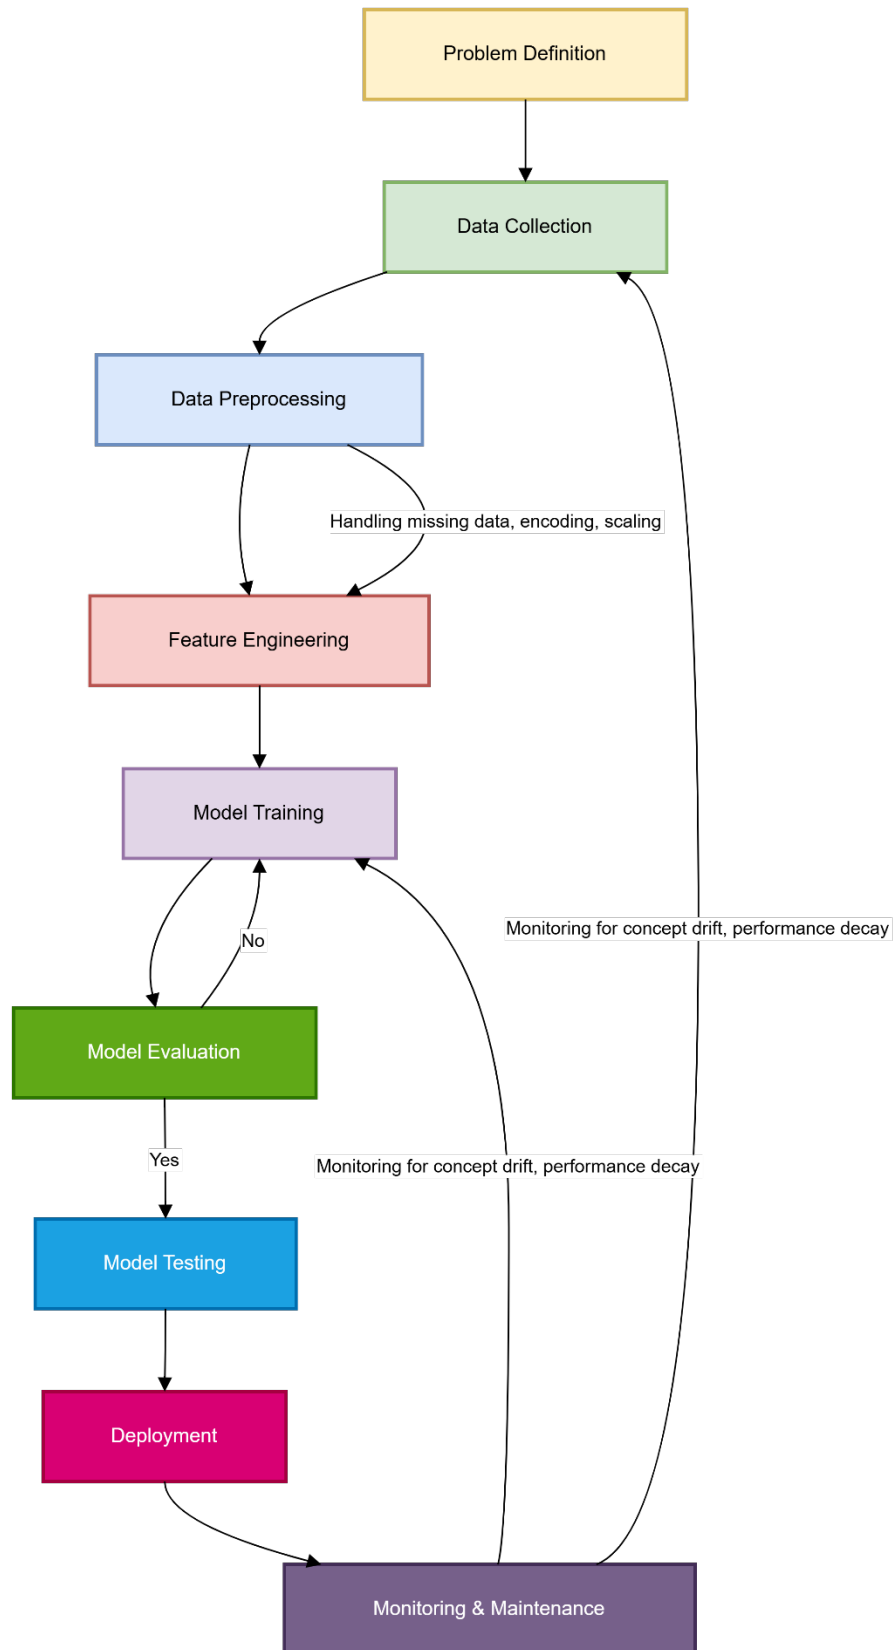 Problem Definition
Data Collection
Data Preprocessing
Handling missing data, encoding, scaling
Feature Engineering
Model Training
No
Monitoring for concept drift, performance decay
Model Evaluation
Yes
Monitoring for concept drift, performance decay
Model Testing
Deployment
Monitoring & Maintenance